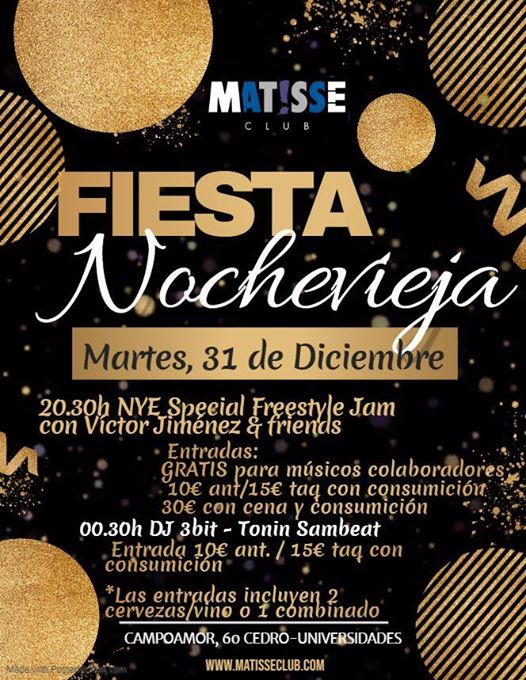 MAT!SSE
CLUB
FIESTA
Nochevieja
Martes, 31 de Diciembre
20.30h NYE Special Freestyle Jam
con Víctor Jiménez & friends
Entradas:
GRATIS para músicos colaboradores
10€ ant/15€ taq con consumición
30€ con cena y consumición
00.30h DJ 3bit - Tonin Sambeat
Entrada 10€ ant. / 15€ taq con
consumición
*Las entradas incluyen 2
cervezas/vino o 1 combinado
CAMPOAMOR, 60 CEDRO-UNIVERSIDADES
WWW.MATISSECLUB.COM
Made with